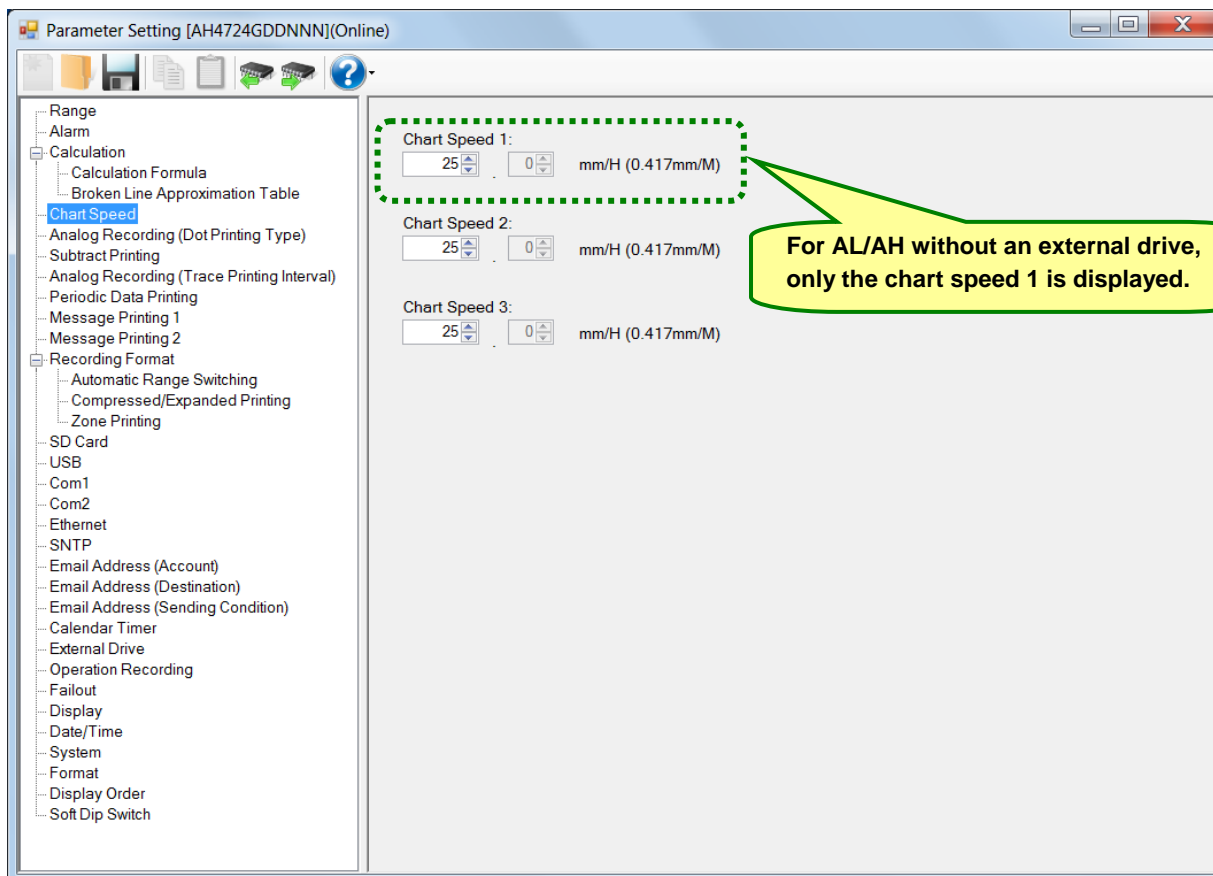 Parameter Setting [AH4724GDDNNN](Online)
Range
Alarm
Calculation
Calculation Formula
Broken Line Approximation Table
Chart Speed
Analog Recording (Dot Printing Type)
Subtract Printing
Analog Recording (Trace Printing Interval)
Periodic Data Printing
Message Printing 1
Message Printing 2
Recording Format
Automatic Range Switching
Compressed/Expanded Printing
Zone Printing
SD Card
USB
Com1
Com2
Ethernet
SNTP
Email Address (Account)
Email Address (Destination)
Email Address (Sending Condition)
Calendar Timer
External Drive
Operation Recording
Failout
Display
Date/Time
System
Format
Display Order
Soft Dip Switch
Chart Speed 1:
25 . 0 mm/H (0.417mm/M)
Chart Speed 2:
25 . 0 mm/H (0.417mm/M)
Chart Speed 3:
25 . 0 mm/H (0.417mm/M)
For AL/AH without an external drive,
only the chart speed 1 is displayed.